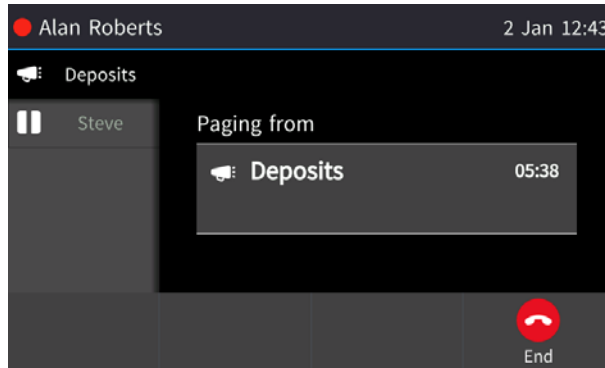 Alan Roberts 2 Jan 12:43
Deposits
Steve
Paging from
Deposits 05:38
End